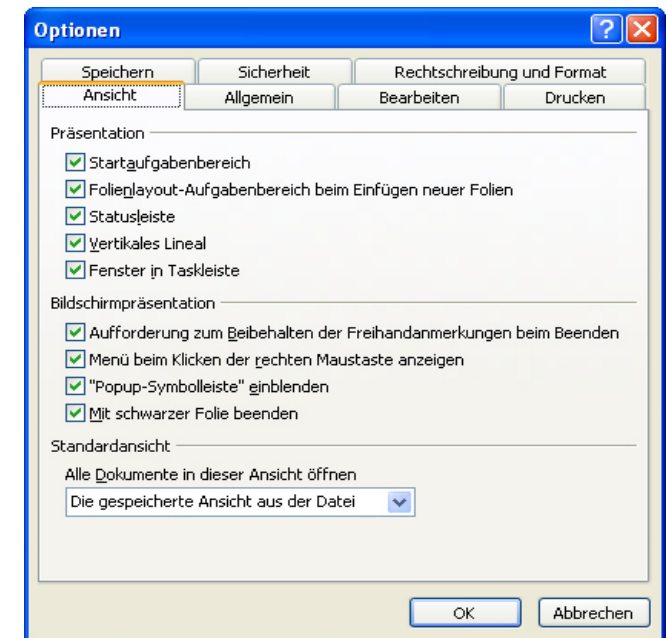 Optionen
Speichern Sicherheit Rechtschreibung und Format
Ansicht Allgemein Bearbeiten Drucken
Präsentation
Startaufgabenbereich
Folienlayout-Aufgabenbereich beim Einfügen neuer Folien
Statusleiste
Vertikales Lineal
Fenster in Taskleiste
Bildschirmpräsentation
Aufforderung zum Beibehalten der Freihandanmerkungen beim Beenden
Menü beim Klicken der rechten Maustaste anzeigen
"Popup-Symbolleiste" einblenden
Mit schwarzer Folie beenden
Standardansicht
Alle Dokumente in dieser Ansicht öffnen
Die gespeicherte Ansicht aus der Datei
OK Abbrechen